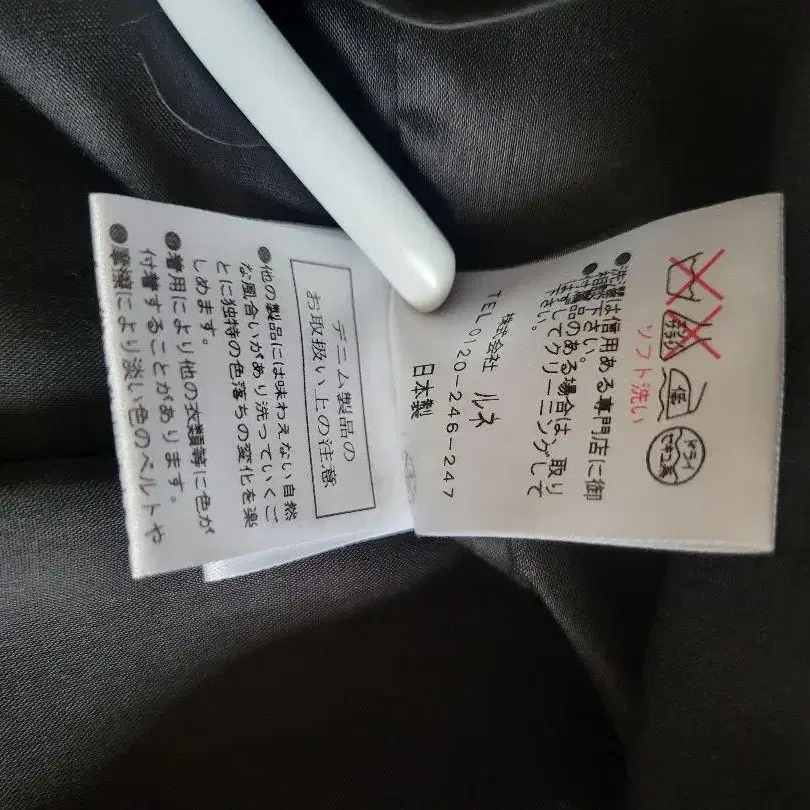 低
ドライ
セキユ系
ソフト洗い
●洗濯は信用ある専門店に御
相談下さい。
●付属品のある場合は、取り
はずしてクリーニングして
下さい。
株式会社 ルネ
TEL 0120-246-247
日本製
デニム製品の
お取扱い上の注意
●他の製品には味わえない自然
な風合いがあり洗っていくご
とに独特の色落ちの変化を楽
しめます。
●着用により他の衣類等に色が
付着することがあります。
●摩擦により淡い色のベルトや